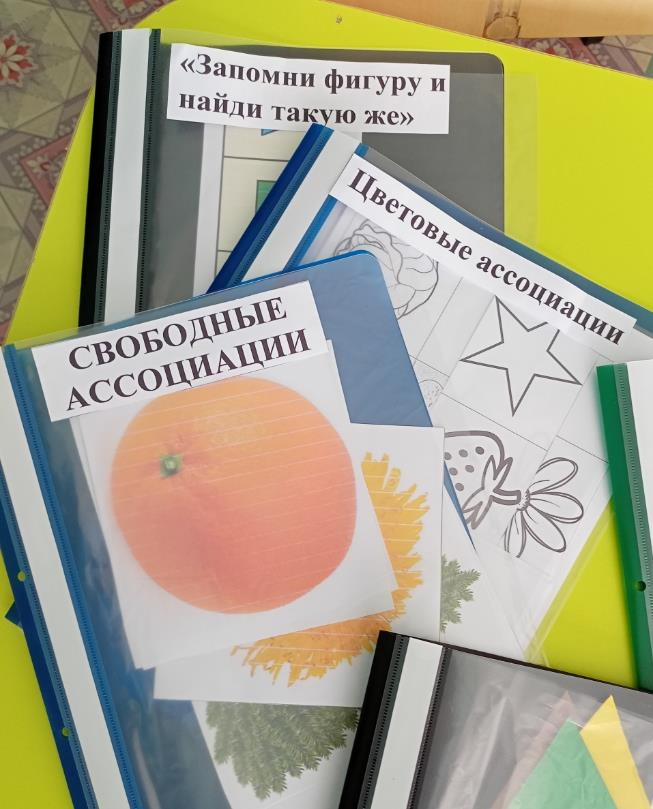 «Запомни фигуру и
найди такую же»
Цветовые ассоциации
СВОБОДНЫЕ
АССОЦИАЦИИ